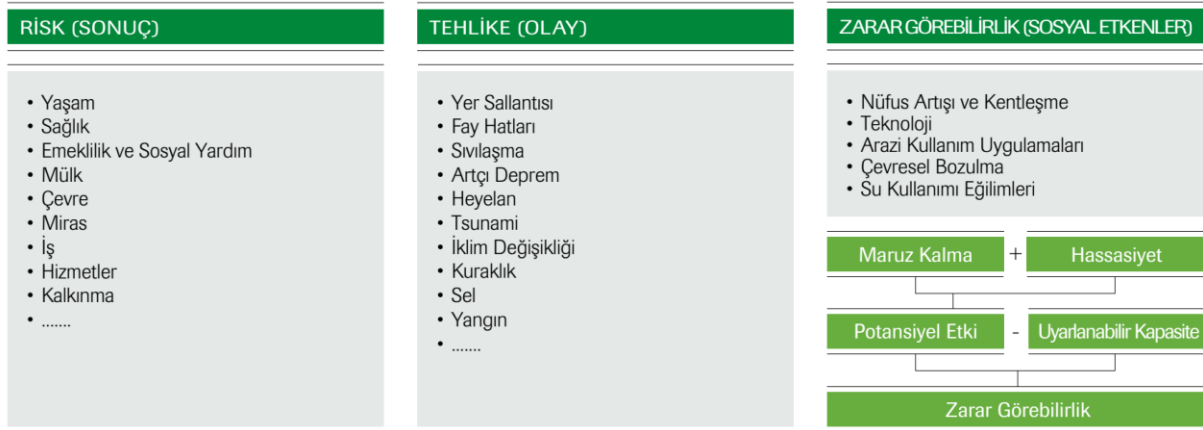 RİSK (SONUÇ)
• Yaşam
• Sağlık
• Emeklilik ve Sosyal Yardım
• Mülk
• Çevre
• Miras
• İş
• Hizmetler
• Kalkınma
• .......
TEHLİKE (OLAY)
• Yer Sallantısı
• Fay Hatları
• Sıvılaşma
• Artçı Deprem
• Heyelan
• Tsunami
• İklim Değişikliği
• Kuraklık
• Sel
• Yangın
• .......
ZARAR GÖREBİLİRLİK (SOSYAL ETKENLER)
• Nüfus Artışı ve Kentleşme
• Teknoloji
• Arazi Kullanım Uygulamaları
• Çevresel Bozulma
• Su Kullanımı Eğilimleri
Maruz Kalma + Hassasiyet
Potansiyel Etki - Uyarlanabilir Kapasite
Zarar Görebilirlik